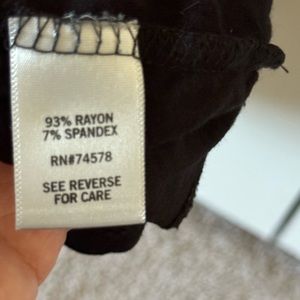 93% RAYON
7% SPANDEX
RN#74578
SEE REVERSE
FOR CARE